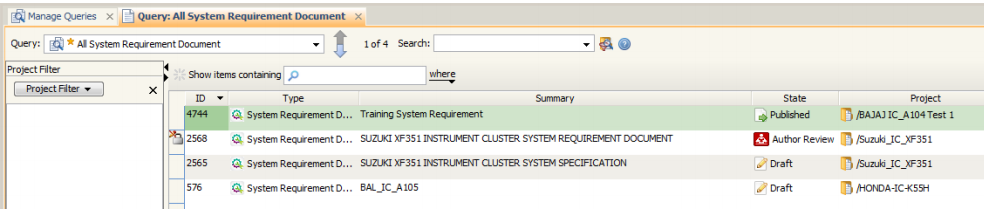 Manage Queries Query: All System Requirement Document
Query: All System Requirement Document 1 of 4 Search:
Project Filter Show items containing where
Project Filter
ID Type Summary State Project
4744 System Requirement D... Training System Requirement Published /BAJAJ IC_A104 Test 1
2568 System Requirement D... SUZUKI XF351 INSTRUMENT CLUSTER SYSTEM REQUIREMENT DOCUMENT Author Review /Suzuki_IC_XF351
2565 System Requirement D... SUZUKI XF351 INSTRUMENT CLUSTER SYSTEM SPECIFICATION Draft /Suzuki_IC_XF351
576 System Requirement D... BAL_IC_A105 Draft /HONDA-IC-K55H